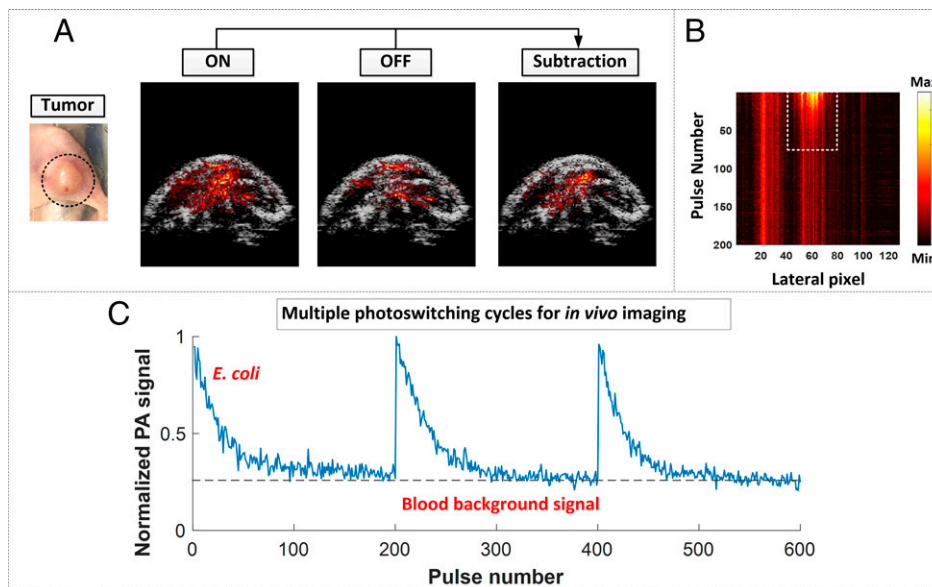 A
ON
OFF
Subtraction
Tumor
B
Max
Min
Pulse Number
50
100
150
200
20 40 60 80 100 120
Lateral pixel
C
Multiple photoswitching cycles for in vivo imaging
Normalized PA signal
1
0.5
0
E. coli
Blood background signal
0 100 200 300 400 500 600
Pulse number